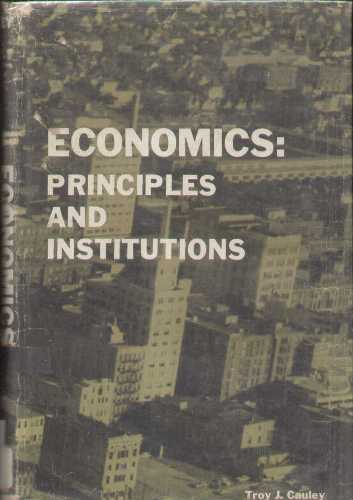 ECONOMICS:
PRINCIPLES
AND
INSTITUTIONS
Troy J. Cauley
ECONOMICS